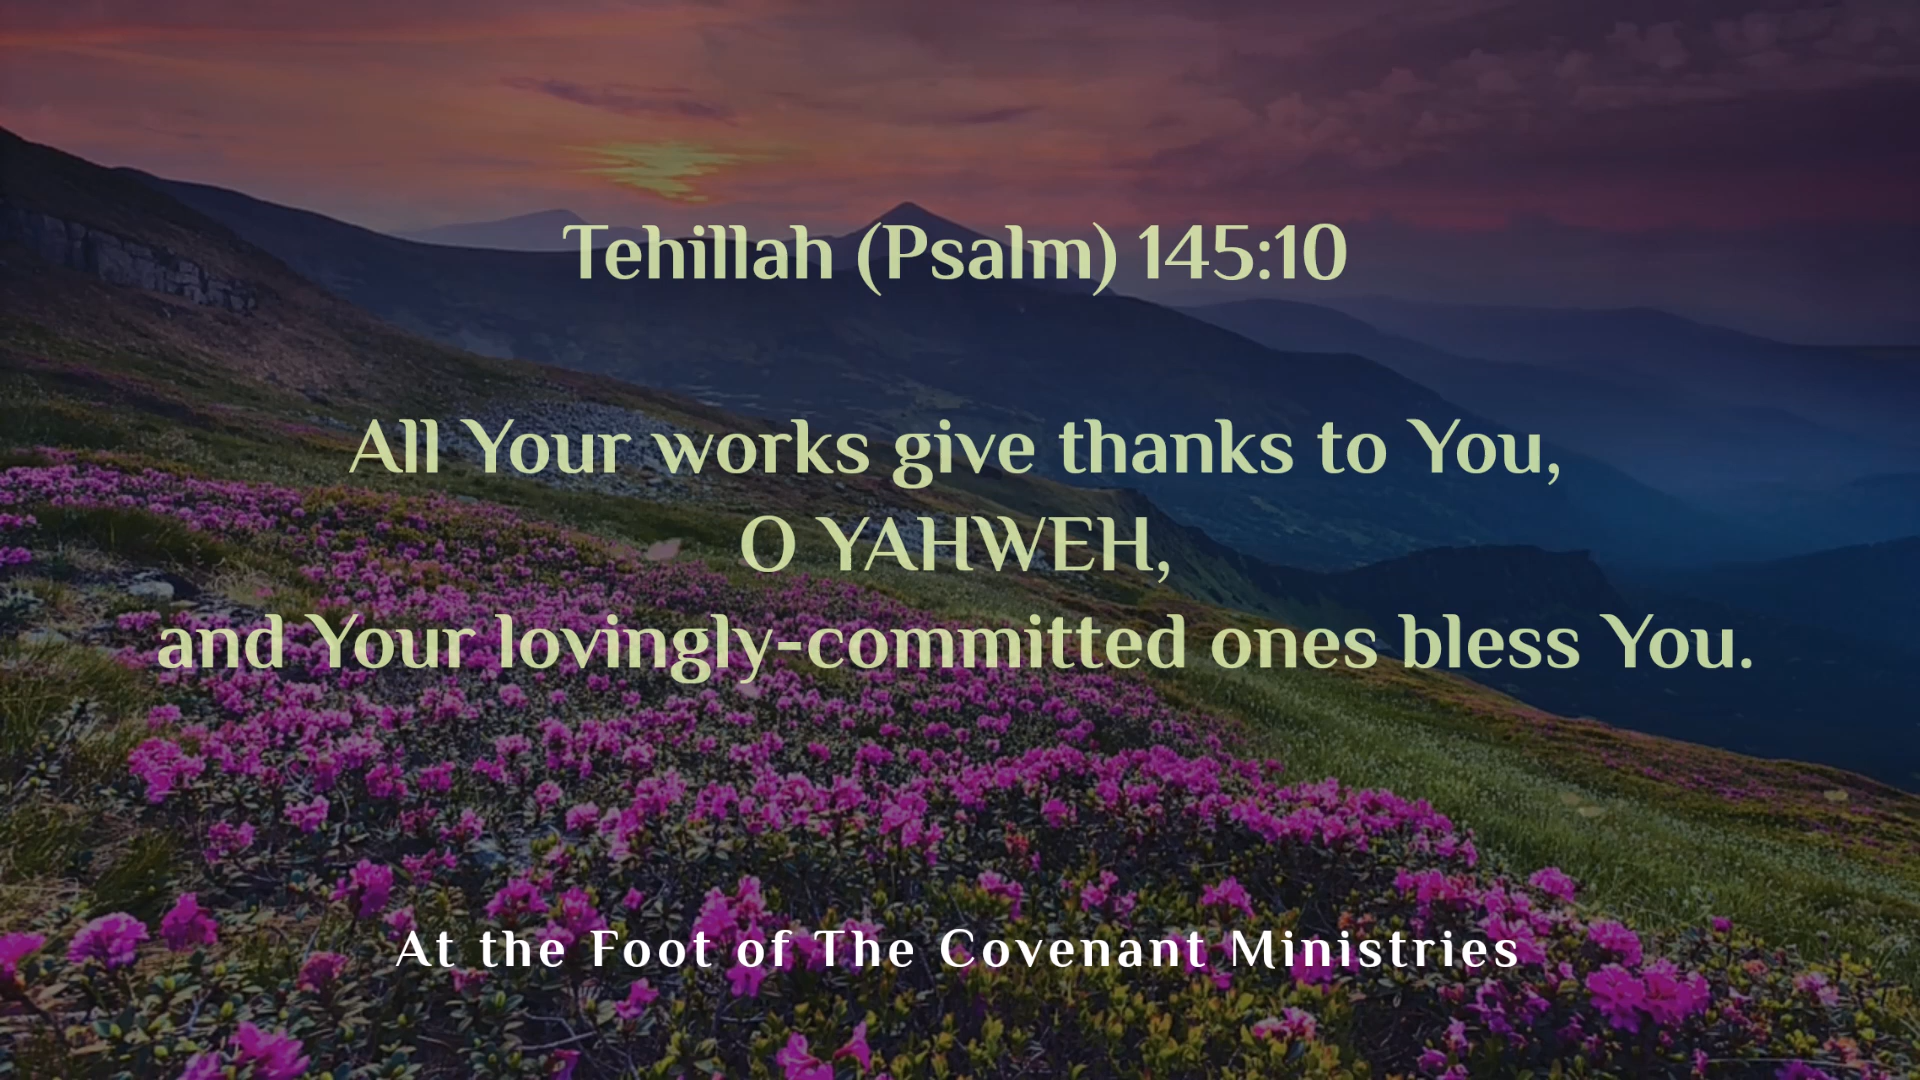 Tehillah (Psalm) 145:10
All Your works give thanks to You,
O YAHWEH,
and Your lovingly-committed ones bless You.
At the Foot of The Covenant Ministries